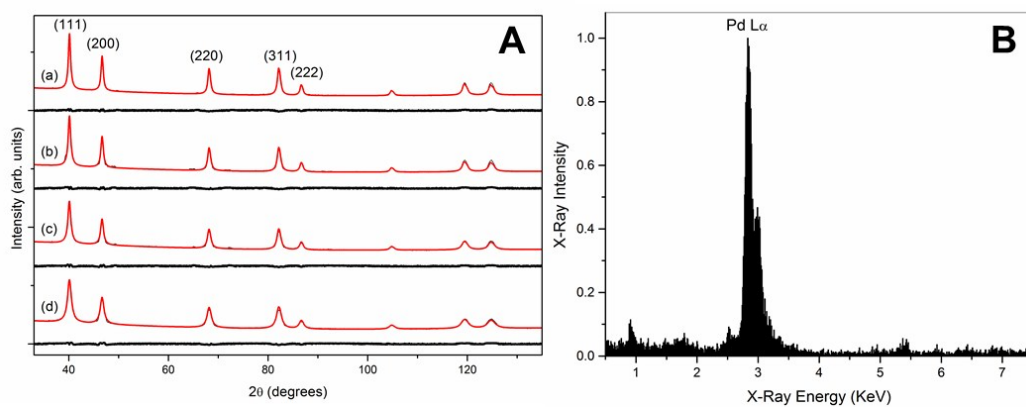 A
(111)
(200)
(220)
(311)
(222)
(a)
(b)
(c)
(d)
Intensity (arb. units)
40 60 80 100 120
2θ (degrees)
B
Pd Lα
1.0
0.8
0.6
0.4
0.2
0.0
X-Ray Intensity
1 2 3 4 5 6 7
X-Ray Energy (KeV)